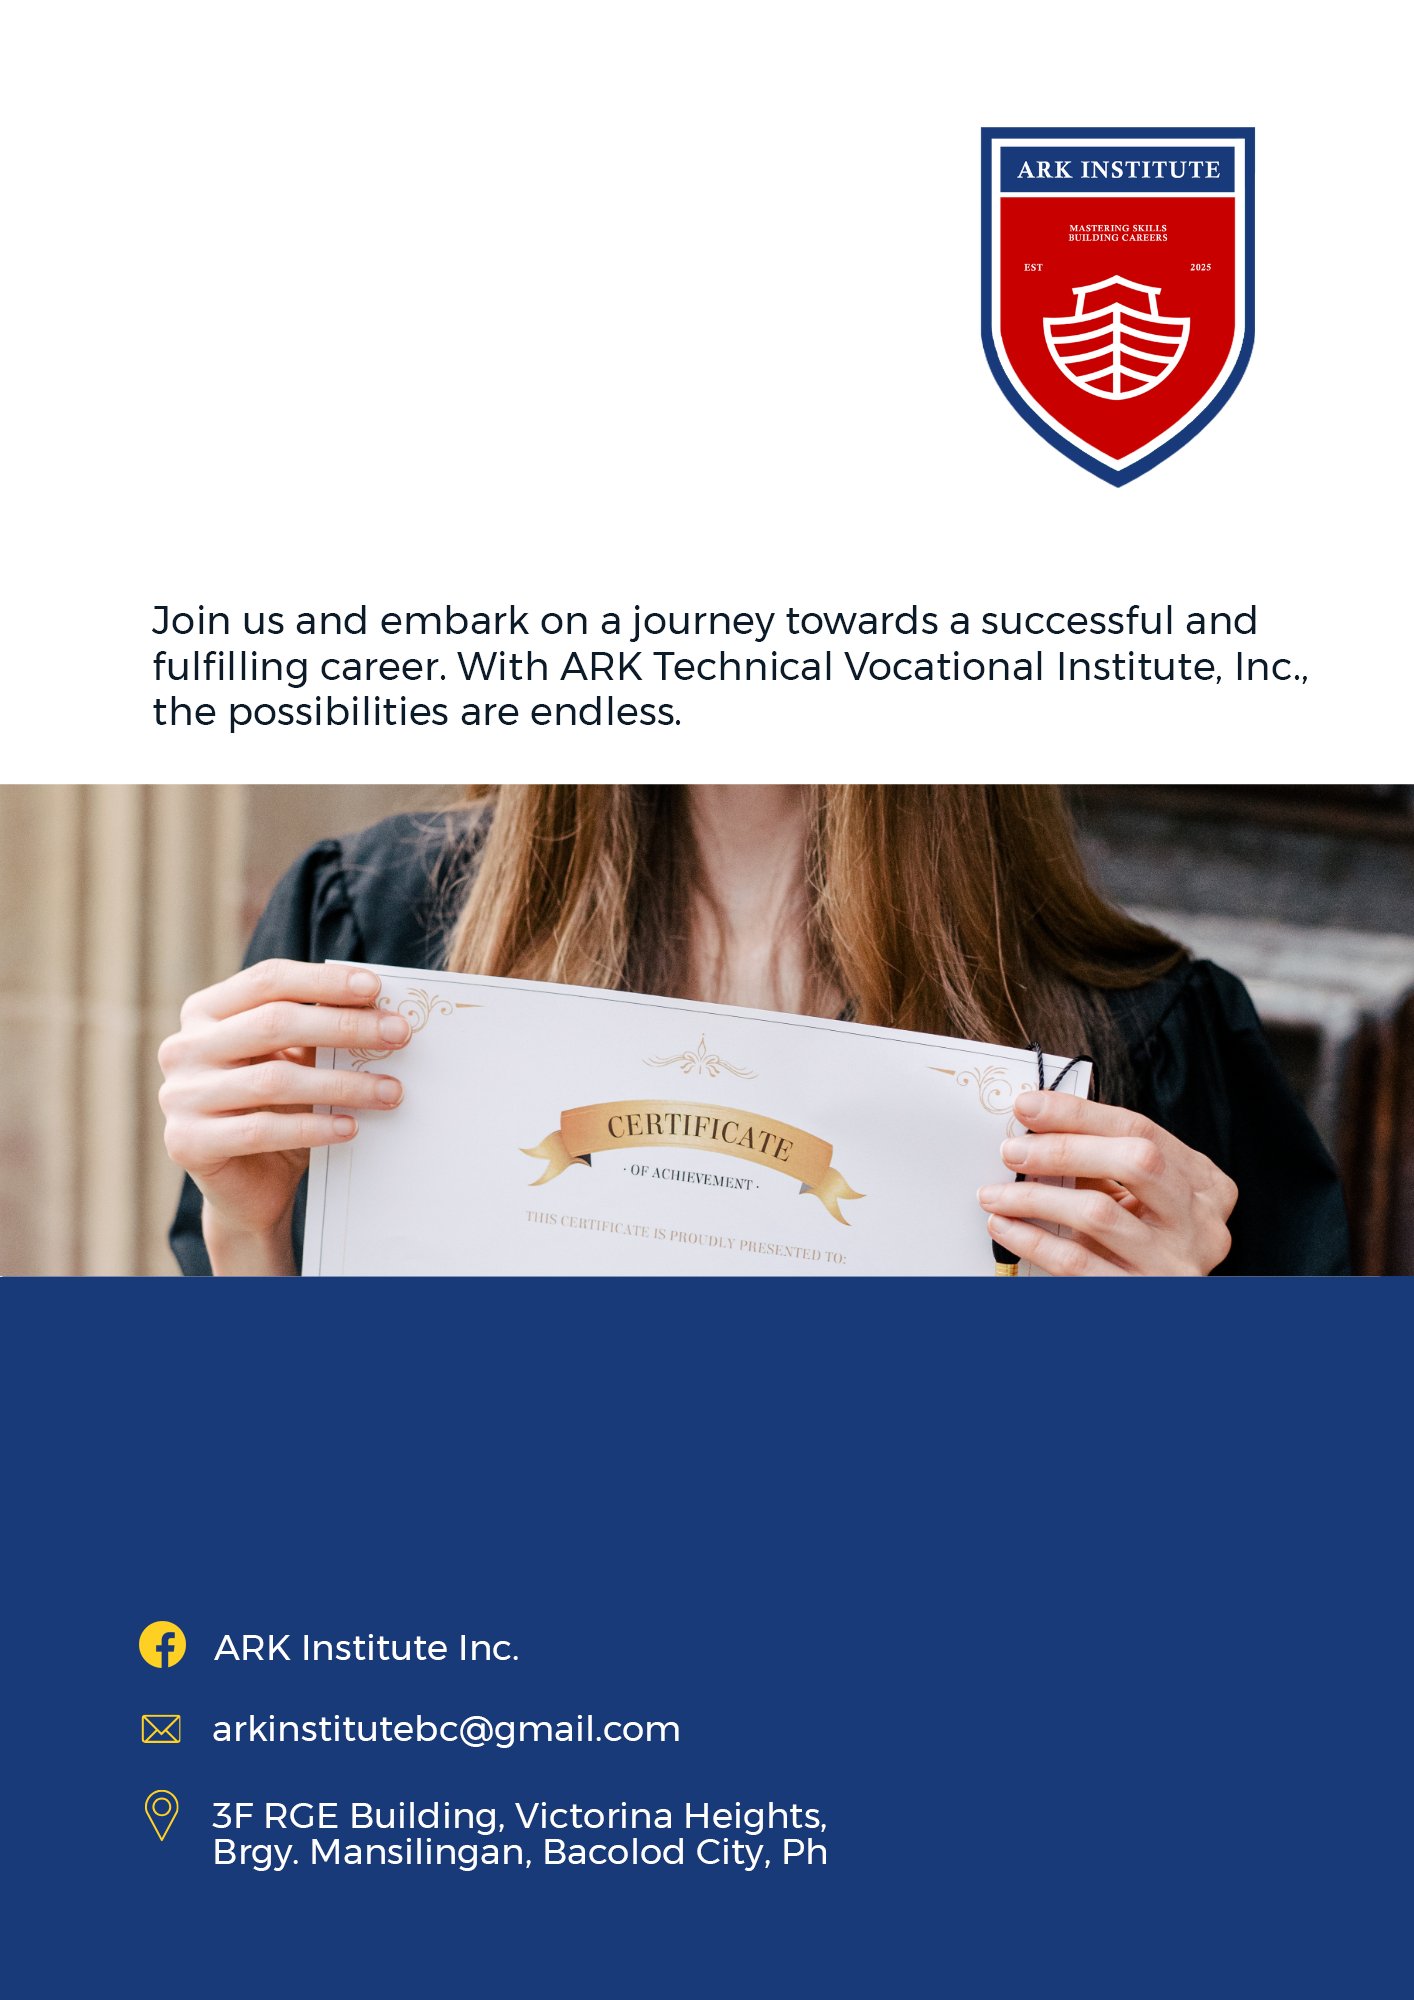 ARK INSTITUTE
MASTERING SKILLS
BUILDING CAREERS
EST 2025
Join us and embark on a journey towards a successful and
fulfilling career. With ARK Technical Vocational Institute, Inc.,
the possibilities are endless.
CERTIFICATE
· OF ACHIEVEMENT ·
THIS CERTIFICATE IS PROUDLY PRESENTED TO:
ARK Institute Inc.
arkinstitutebc@gmail.com
3F RGE Building, Victorina Heights,
Brgy. Mansilingan, Bacolod City, Ph